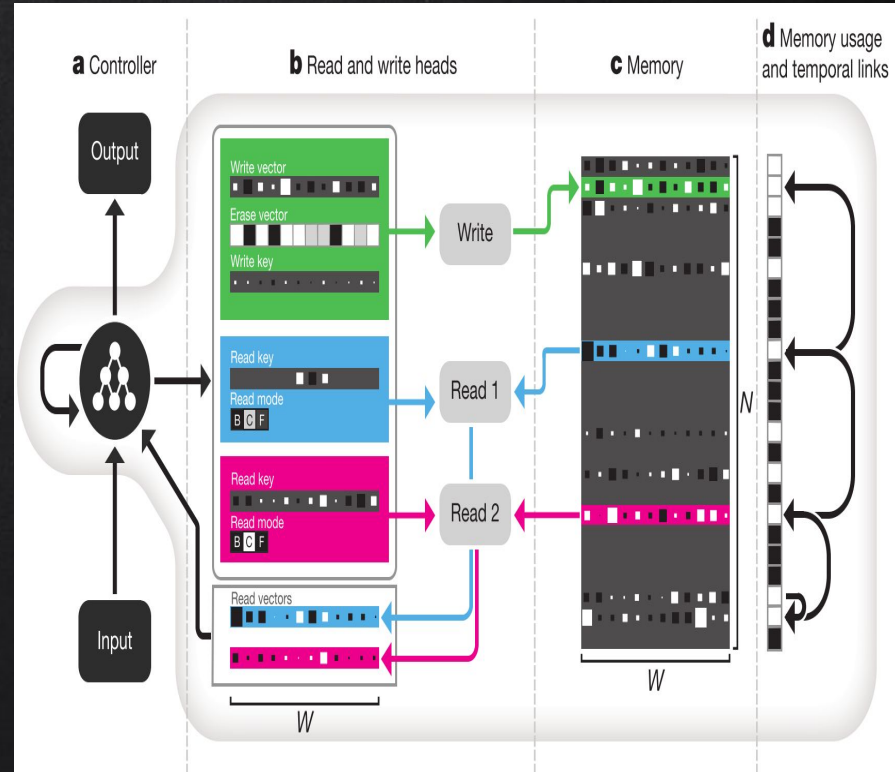 a Controller
b Read and write heads
c Memory
d Memory usage
and temporal links
Output
Input
Write vector
Erase vector
Write key
Read key
Read mode
B C F
Read key
Read mode
B C F
Read vectors
W
Write
Read 1
Read 2
N
W